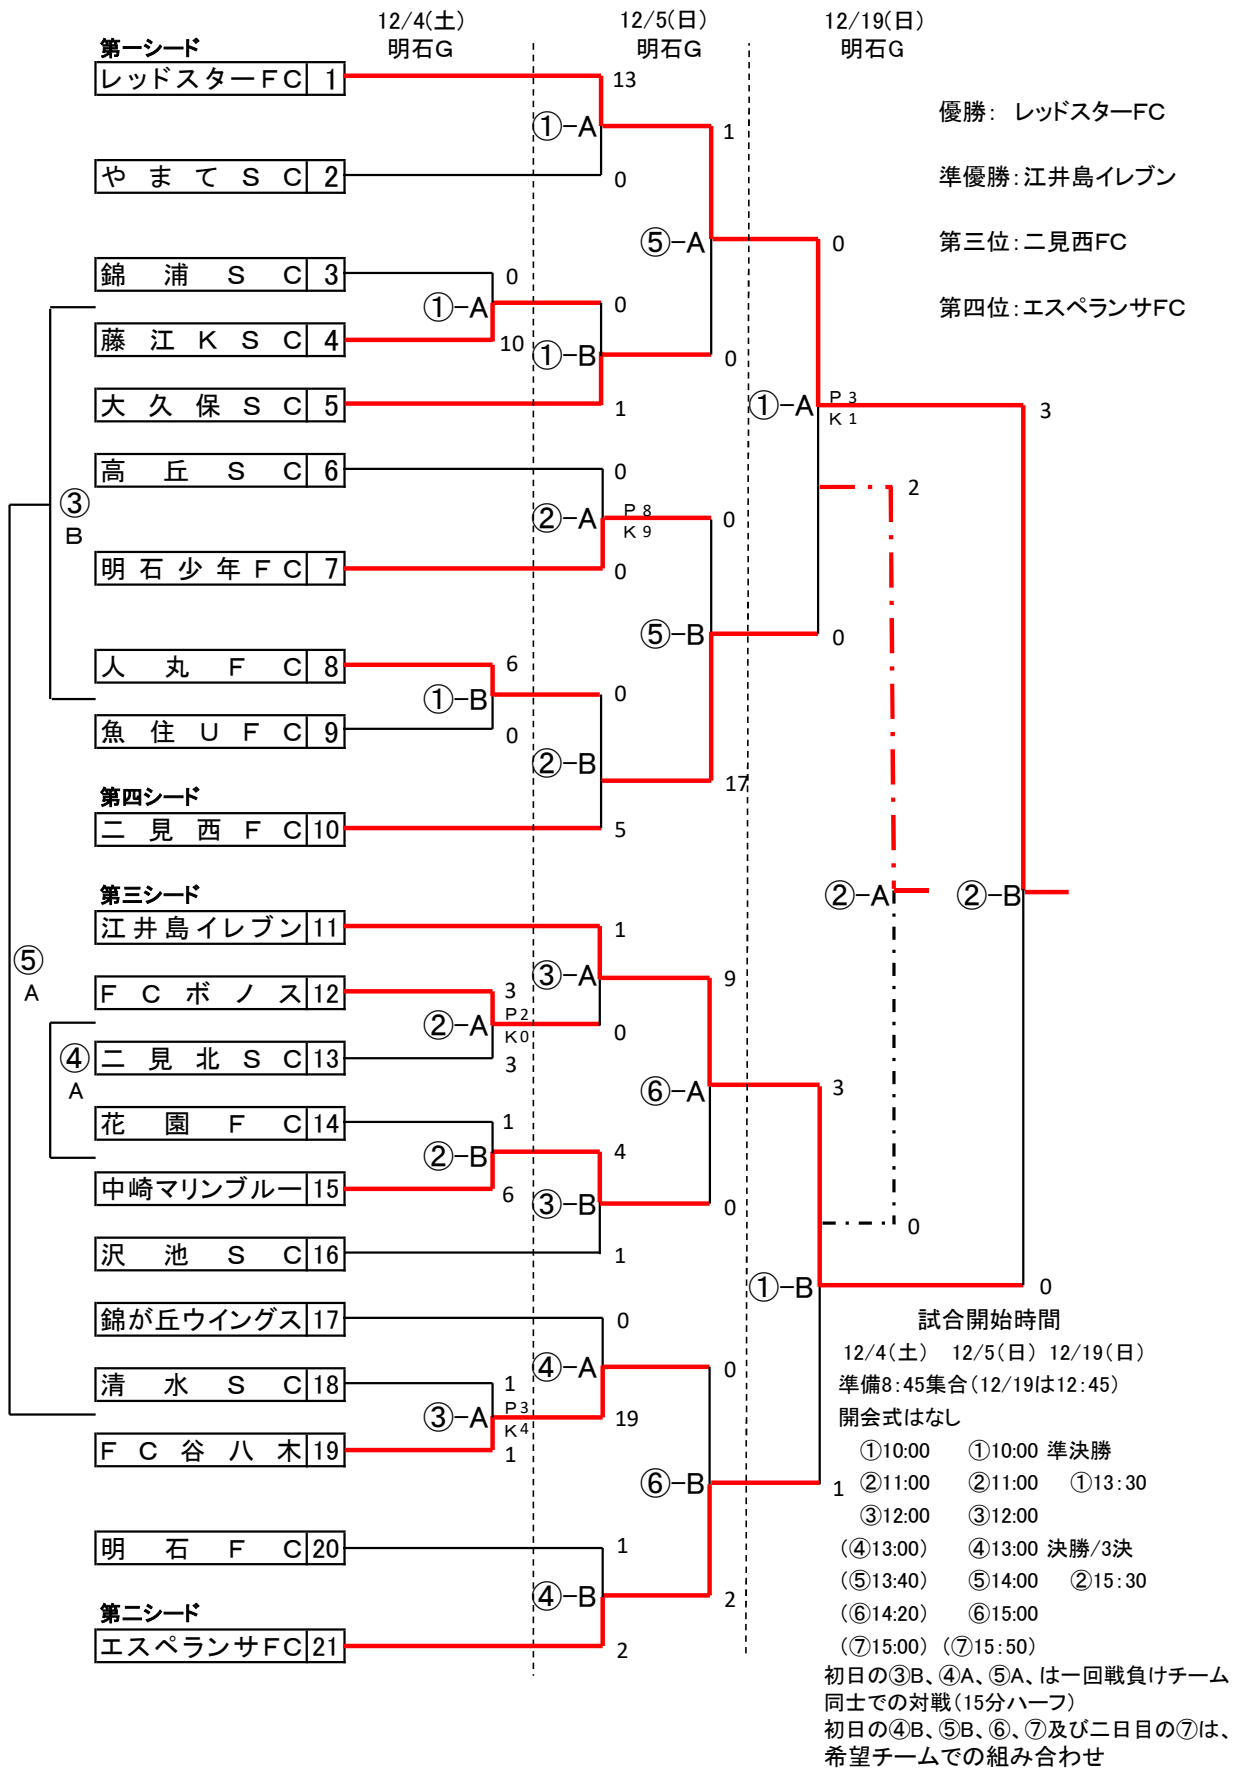 12/4(土)
明石G
12/5(日)
明石G
12/19(日)
明石G
優勝： レッドスターFC
準優勝：江井島イレブン
第三位：二見西FC
第四位：エスペランサFC
第一シード
レッドスターＦＣ 1
13
①-A
1
やまてＳＣ 2
0
⑤-A
0
錦浦ＳＣ 3
0
①-A
0
藤江ＫＳＣ 4
10
①-B
0
大久保ＳＣ 5
1
①-A
P 3
K 1
3
高丘ＳＣ 6
0
③
B
②-A
P 8
K 9
0
2
明石少年ＦＣ 7
0
⑤-B
0
人丸ＦＣ 8
6
①-B
0
魚住ＵＦＣ 9
0
②-B
17
第四シード
二見西ＦＣ 10
5
②-A
②-B
第三シード
江井島イレブン 11
1
⑤
A
③-A
9
ＦＣボノス 12
3
②-A
P 2
K 0
0
二見北ＳＣ 13
3
④
A
⑥-A
3
花園ＦＣ 14
1
②-B
4
中崎マリンブルー 15
6
③-B
0
0
沢池ＳＣ 16
1
①-B
0
錦が丘ウイングス 17
0
④-A
0
清水ＳＣ 18
1
③-A
P 3
K 4
19
ＦＣ谷八木 19
1
⑥-B
1
明石ＦＣ 20
1
④-B
2
第二シード
エスペランサＦＣ 21
2
試合開始時間
12/4(土) 12/5(日) 12/19(日)
準備8:45集合(12/19は12:45)
開会式はなし
①10:00 ①10:00 準決勝
②11:00 ②11:00 ①13:30
③12:00 ③12:00
(④13:00) ④13:00 決勝/3決
(⑤13:40) ⑤14:00 ②15:30
(⑥14:20) ⑥15:00
(⑦15:00) (⑦15:50)
初日の③B、④A、⑤A、は一回戦負けチーム
同士での対戦(15分ハーフ)
初日の④B、⑤B、⑥、⑦及び二日目の⑦は、
希望チームでの組み合わせ